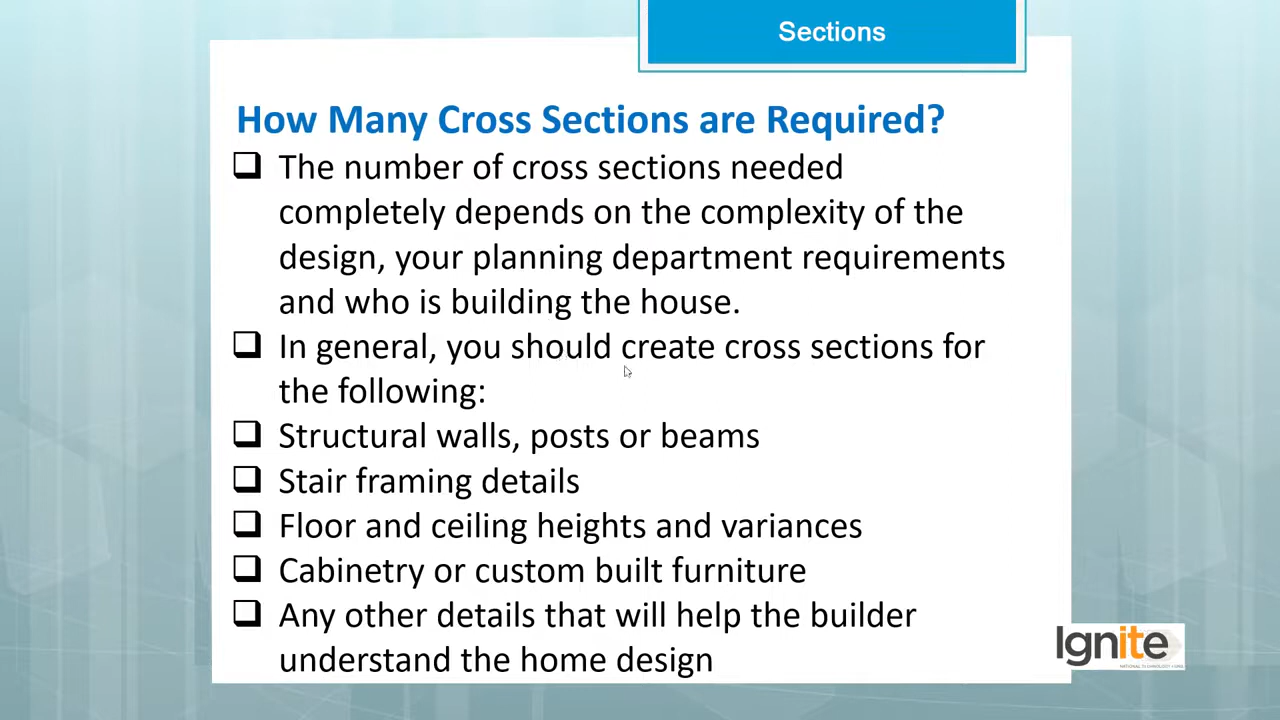 Sections
How Many Cross Sections are Required?
The number of cross sections needed
completely depends on the complexity of the
design, your planning department requirements
and who is building the house.
In general, you should create cross sections for
the following:
Structural walls, posts or beams
Stair framing details
Floor and ceiling heights and variances
Cabinetry or custom built furniture
Any other details that will help the builder
understand the home design
Ignite